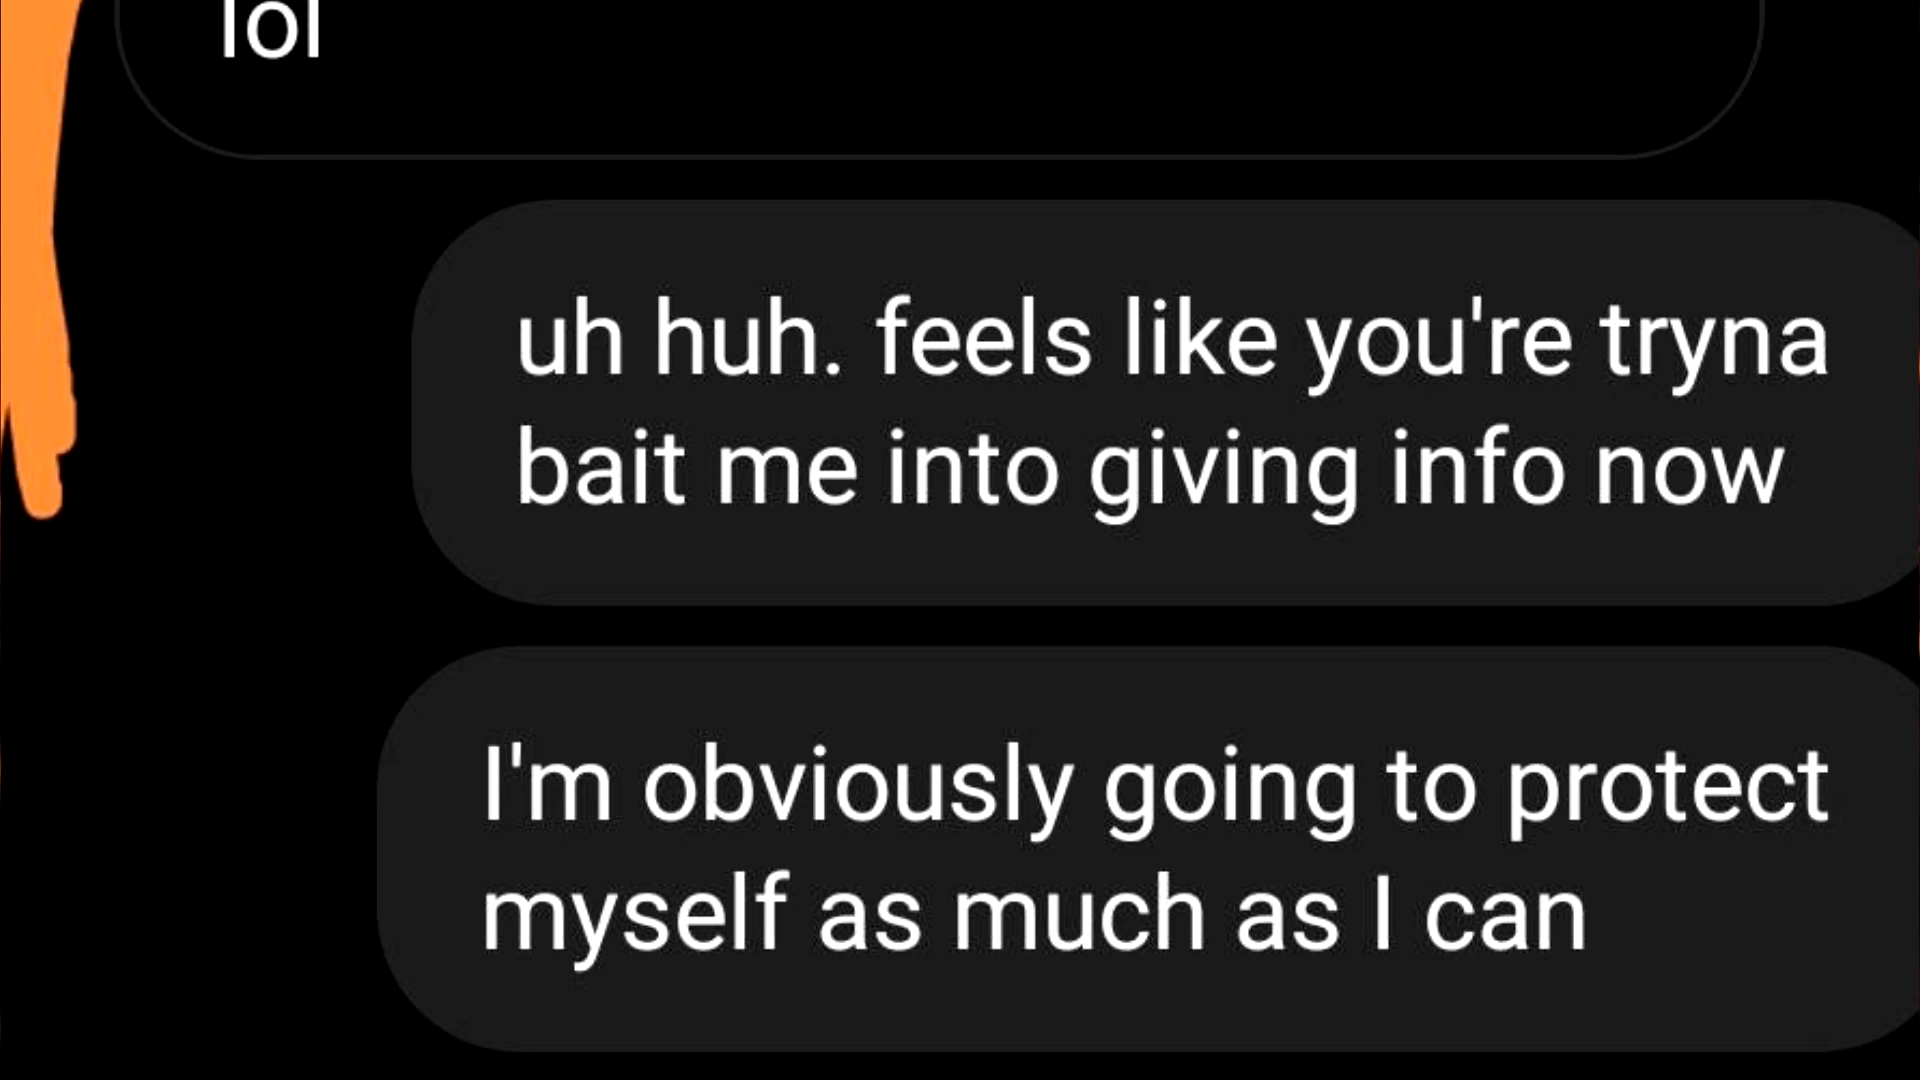 lol
uh huh. feels like you're tryna
bait me into giving info now
I'm obviously going to protect
myself as much as I can